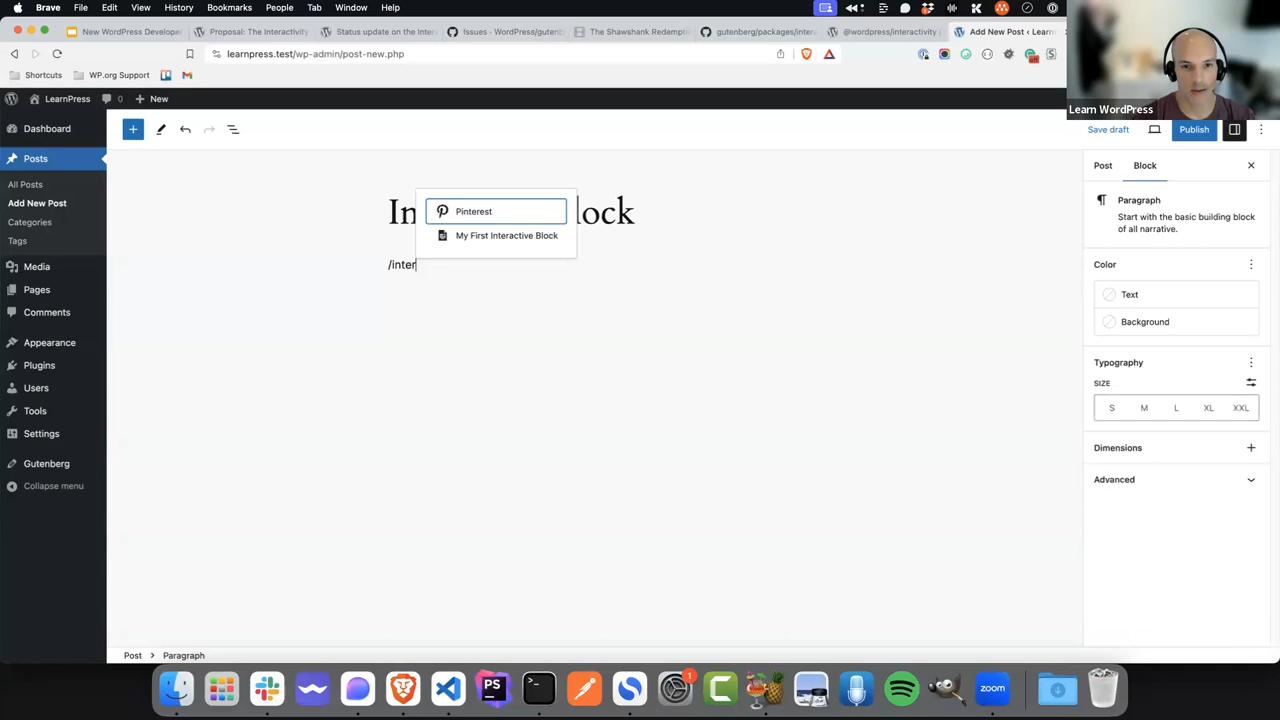 Brave File Edit View History Bookmarks People Tab Window Help
New WordPress Develope
Proposal: The Interactivity
Status update on the Inter
Issues · WordPress/gutenb
The Shawshank Redempti
gutenberg/packages/intera
@wordpress/interactivity |
Add New Post ‹ Learn
learnpress.test/wp-admin/post-new.php
Shortcuts
WP.org Support
Learn WordPress
LearnPress
0
New
Dashboard
Posts
All Posts
Add New Post
Categories
Tags
Media
Pages
Comments
Appearance
Plugins
Users
Tools
Settings
Gutenberg
Collapse menu
Save draft
Publish
In
lock
Pinterest
My First Interactive Block
/inter
Post
Block
Paragraph
Start with the basic building block
of all narrative.
Color
Text
Background
Typography
SIZE
S M L XL XXL
Dimensions
Advanced
Post
Paragraph
PS
>_
1
zoom